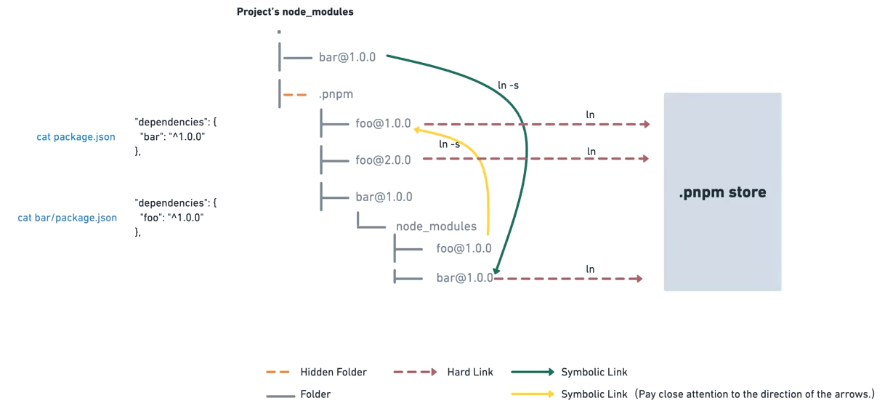 Project's node_modules
.
bar@1.0.0
ln -s
.pnpm
cat package.json
"dependencies": {
"bar": "^1.0.0"
},
foo@1.0.0
ln
ln -s
foo@2.0.0
ln
cat bar/package.json
"dependencies": {
"foo": "^1.0.0"
},
bar@1.0.0
node_modules
foo@1.0.0
bar@1.0.0
ln
.pnpm store
Hidden Folder
Hard Link
Symbolic Link
Folder
Symbolic Link (Pay close attention to the direction of the arrows.)